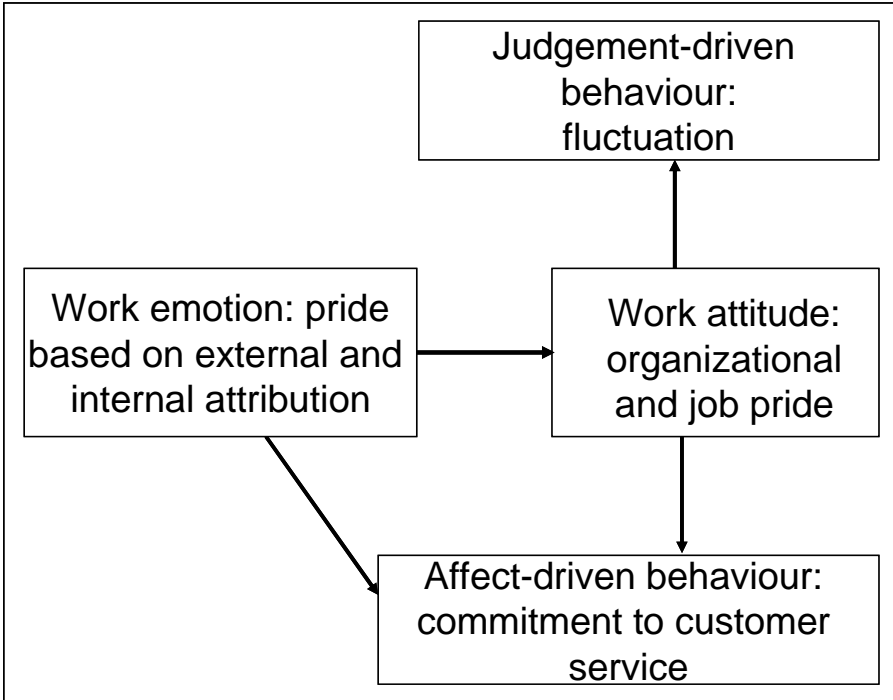 Judgement-driven
behaviour:
fluctuation
Work emotion: pride
based on external and
internal attribution
Work attitude:
organizational
and job pride
Affect-driven behaviour:
commitment to customer
service